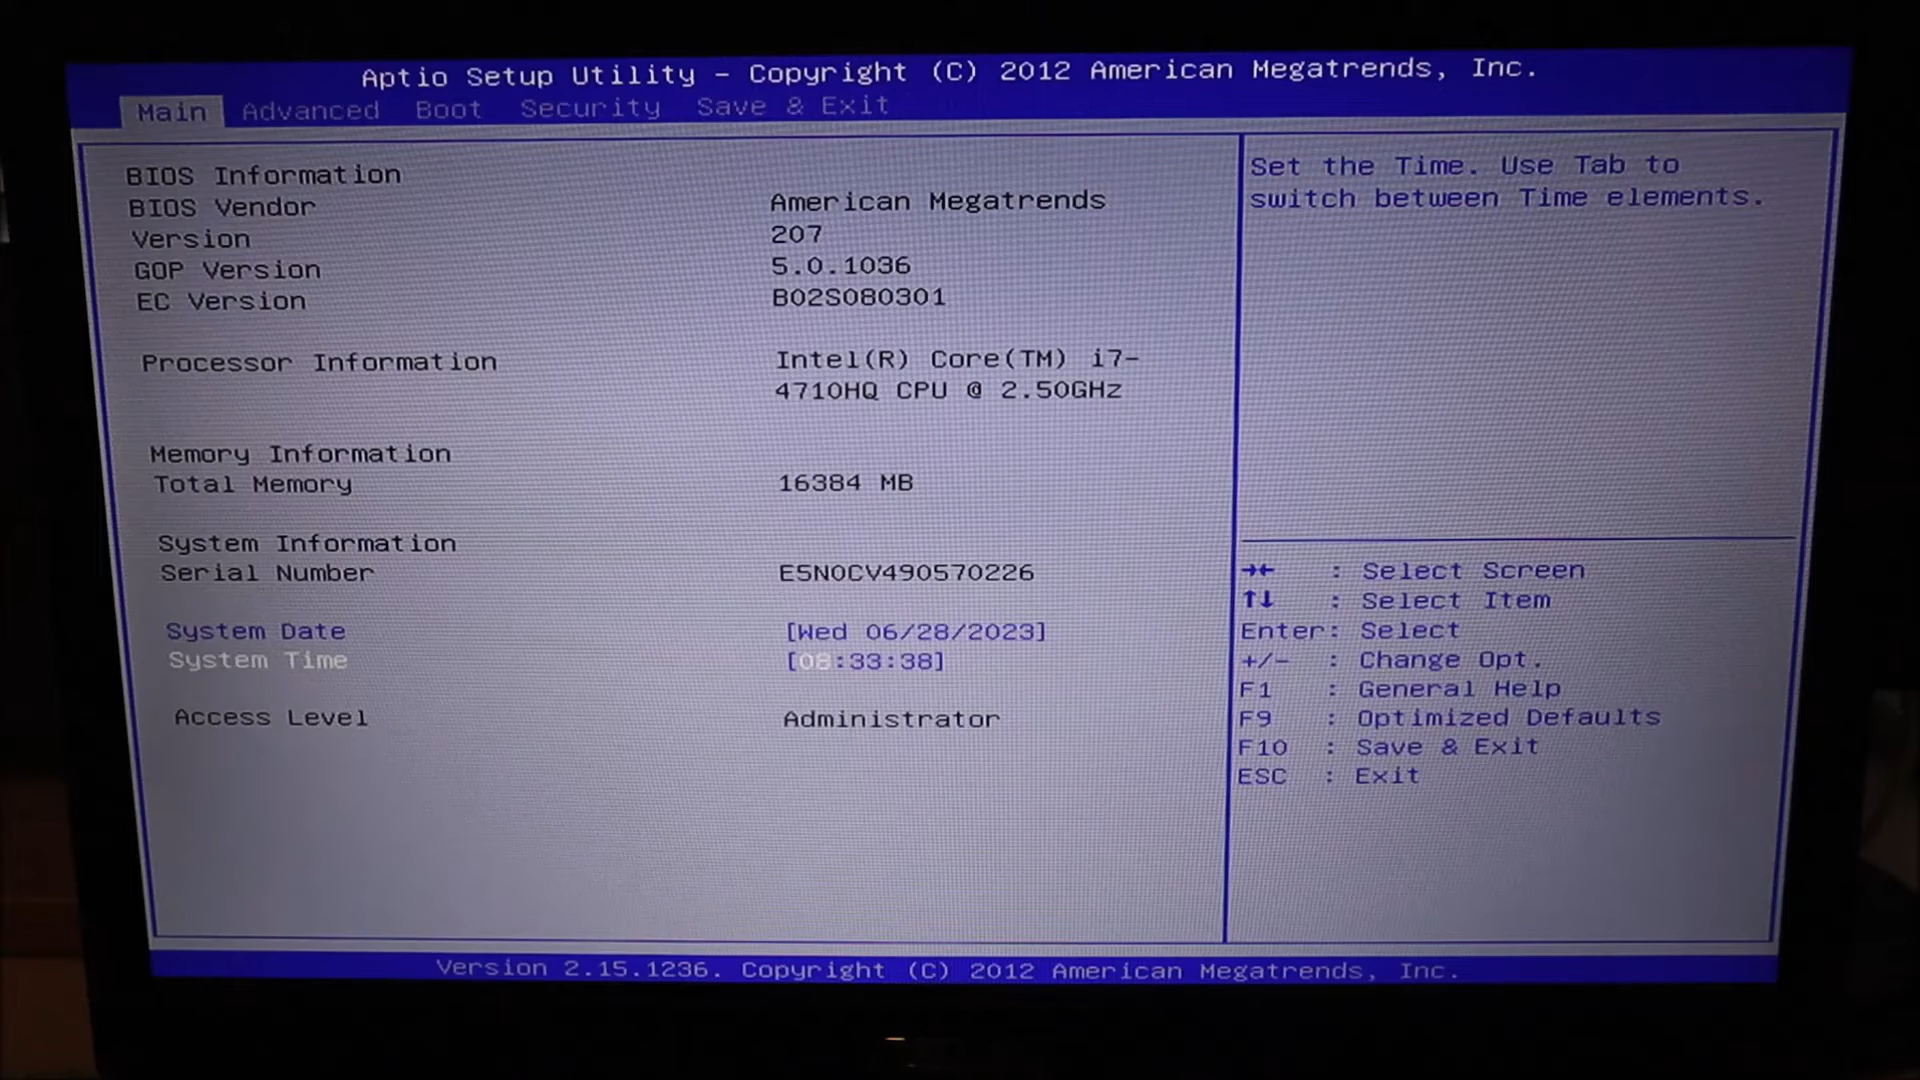 Aptio Setup Utility - Copyright (C) 2012 American Megatrends, Inc.
Main Advanced Boot Security Save & Exit
BIOS Information
BIOS Vendor American Megatrends
Version 207
GOP Version 5.0.1036
EC Version B02S080301
Processor Information Intel(R) Core(TM) i7-
4710HQ CPU @ 2.50GHz
Memory Information
Total Memory 16384 MB
System Information
Serial Number E5N0CV490570226
System Date [Wed 06/28/2023]
System Time [08:33:38]
Access Level Administrator
Set the Time. Use Tab to
switch between Time elements.
→← : Select Screen
↑↓ : Select Item
Enter: Select
+/- : Change Opt.
F1 : General Help
F9 : Optimized Defaults
F10 : Save & Exit
ESC : Exit
Version 2.15.1236. Copyright (C) 2012 American Megatrends, Inc.